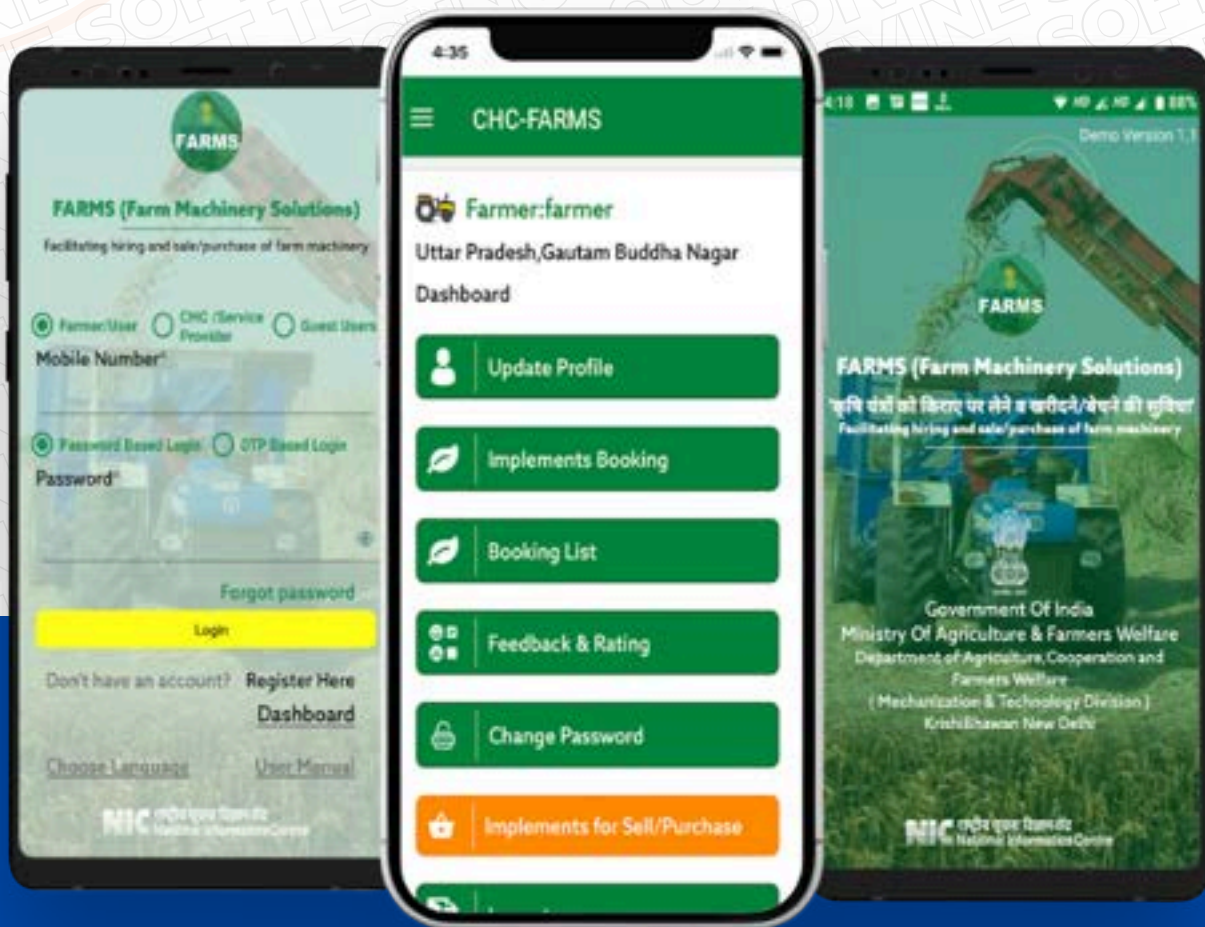 FARMS
FARMS (Farm Machinery Solutions)
Facilitating hiring and sale/purchase of farm machinery
Farmer/User
CHC /Service
Provider
Guest Users
Mobile Number*
Password Based Login
OTP Based Login
Password*
Forgot password
Login
Don't have an account? Register Here
Dashboard
Choose Language
User Manual
NIC राष्ट्रीय सूचना विज्ञान केंद्र
National Informatics Centre
4:35
CHC-FARMS
Farmer:farmer
Uttar Pradesh,Gautam Buddha Nagar
Dashboard
Update Profile
Implements Booking
Booking List
Feedback & Rating
Change Password
Implements for Sell/Purchase
4:18
88%
Demo Version 1.1
FARMS
FARMS (Farm Machinery Solutions)
"कृषि यंत्रों को किराए पर लेने व खरीदने/बेचने की सुविधा"
Facilitating hiring and sale/purchase of farm machinery
Government Of India
Ministry Of Agriculture & Farmers Welfare
Department of Agriculture,Cooperation and
Farmers Welfare
( Mechanization & Technology Division )
KrishiBhawan New Delhi
NIC राष्ट्रीय सूचना विज्ञान केंद्र
National Informatics Centre